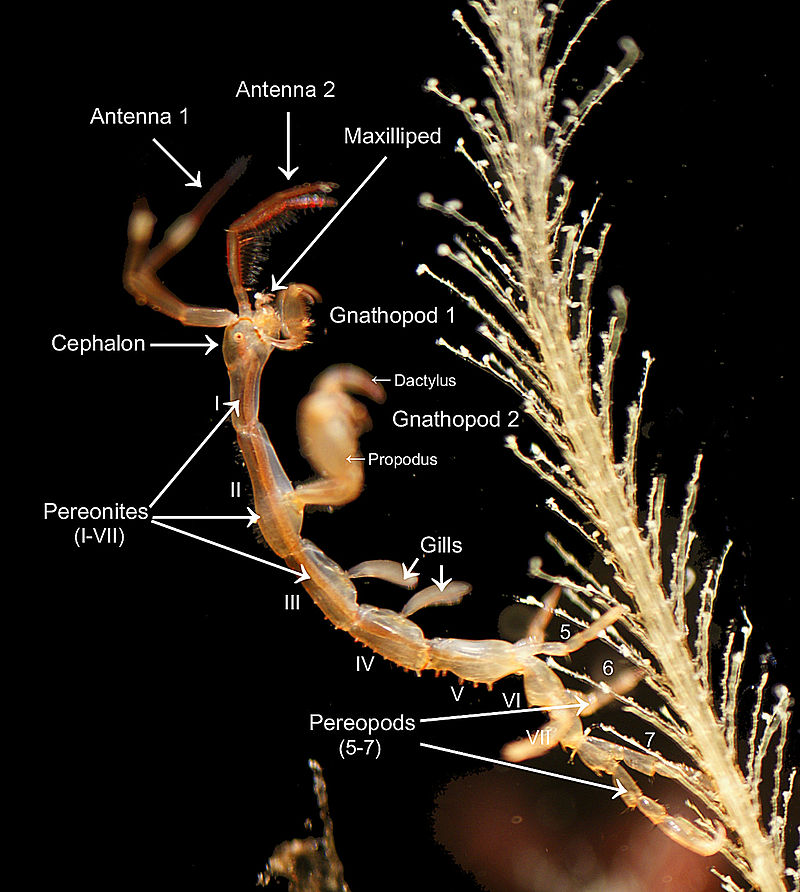 Antenna 2
Antenna 1
Maxilliped
Gnathopod 1
Cephalon
Dactylus
I
Gnathopod 2
Propodus
II
Pereonites
(I-VII)
Gills
III
5
IV
6
V
VI
Pereopods
(5-7)
VII
7